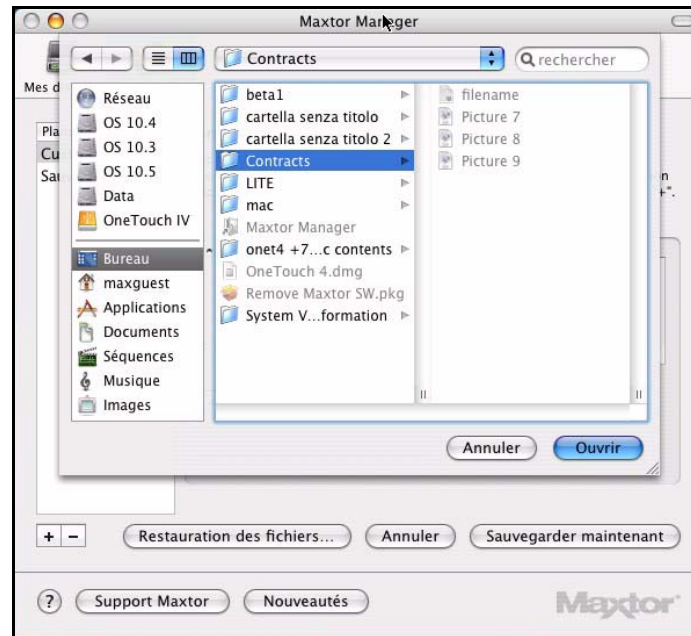 Maxtor Manager
Contracts
rechercher
Mes d
Réseau
OS 10.4
OS 10.3
OS 10.5
Data
OneTouch IV
Bureau
maxguest
Applications
Documents
Séquences
Musique
Images
beta1
cartella senza titolo
cartella senza titolo 2
Contracts
LITE
mac
Maxtor Manager
onet4 +7...c contents
OneTouch 4.dmg
Remove Maxtor SW.pkg
System V...formation
filename
Picture 7
Picture 8
Picture 9
Pla
Cu
Sau
n
+".
Annuler
Ouvrir
+ −
Restauration des fichiers...
Annuler
Sauvegarder maintenant
?
Support Maxtor
Nouveautés
Maxtor